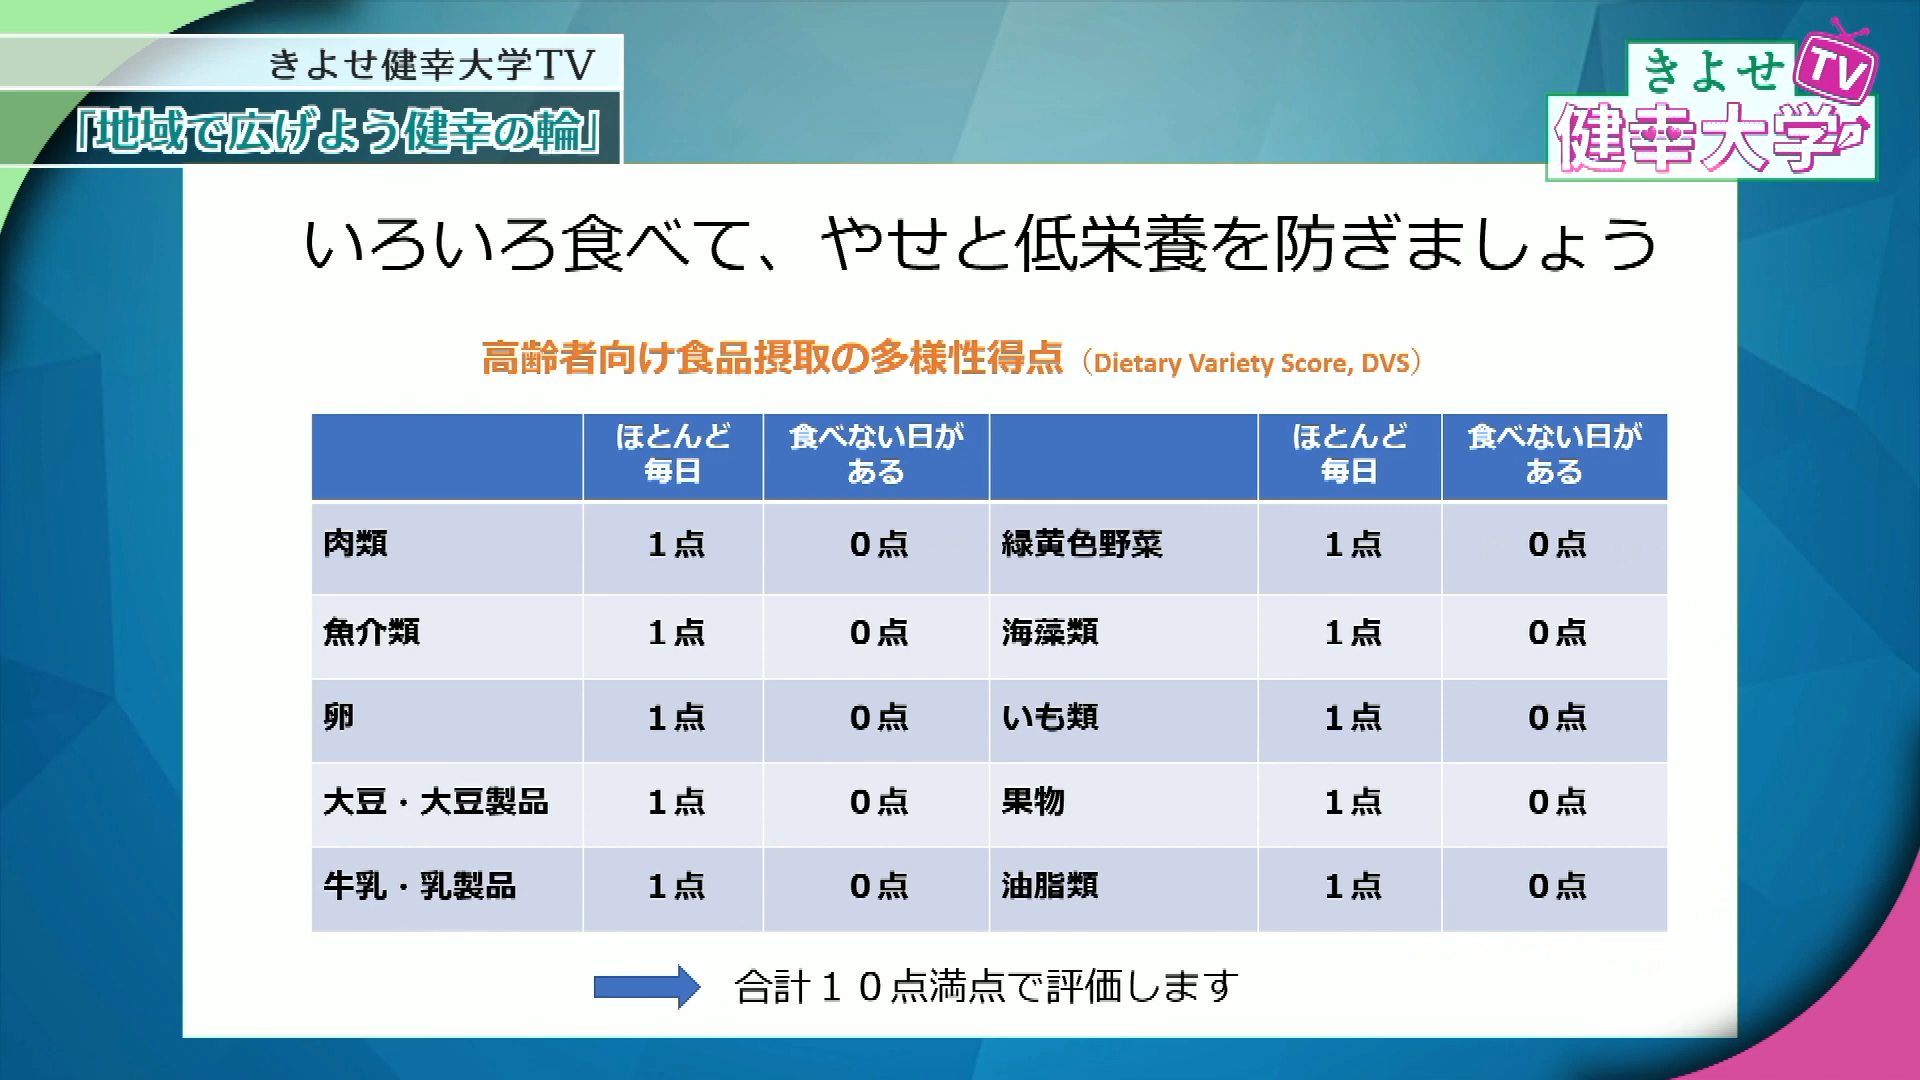 きよせ健幸大学TV
「地域で広げよう健幸の輪」
きよせ TV
健幸大学
いろいろ食べて、やせと低栄養を防ぎましょう
高齢者向け食品摂取の多様性得点（Dietary Variety Score, DVS）
ほとんど毎日 食べない日がある ほとんど毎日 食べない日がある
肉類 １点 ０点 緑黄色野菜 １点 ０点
魚介類 １点 ０点 海藻類 １点 ０点
卵 １点 ０点 いも類 １点 ０点
大豆・大豆製品 １点 ０点 果物 １点 ０点
牛乳・乳製品 １点 ０点 油脂類 １点 ０点
合計１０点満点で評価します